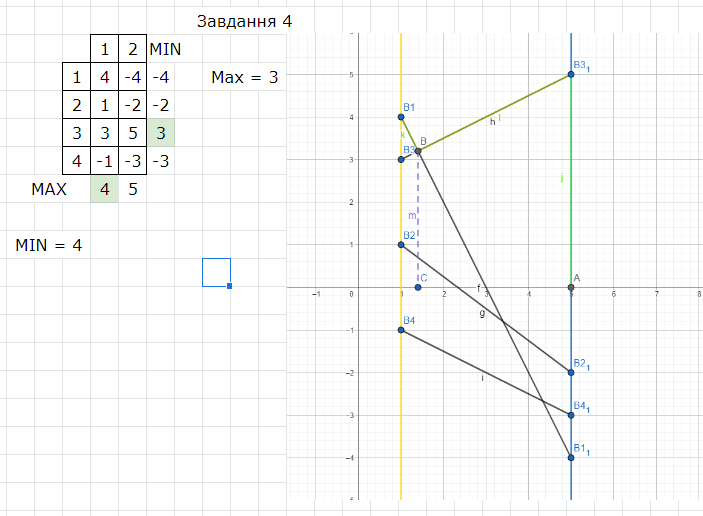 Завдання 4
1 2 MIN
1 4 -4 -4 Max = 3
2 1 -2 -2
3 3 5 3
4 -1 -3 -3
MAX 4 5
MIN = 4
5
B3₁
B1
4
h l
k
B
B3
3
j
2
m
B2
1
C
f
A
−1 0 1 2 3 4 5 6 7 8
g
B4
−1
B2₁
−2
i
B4₁
−3
B1₁
−4